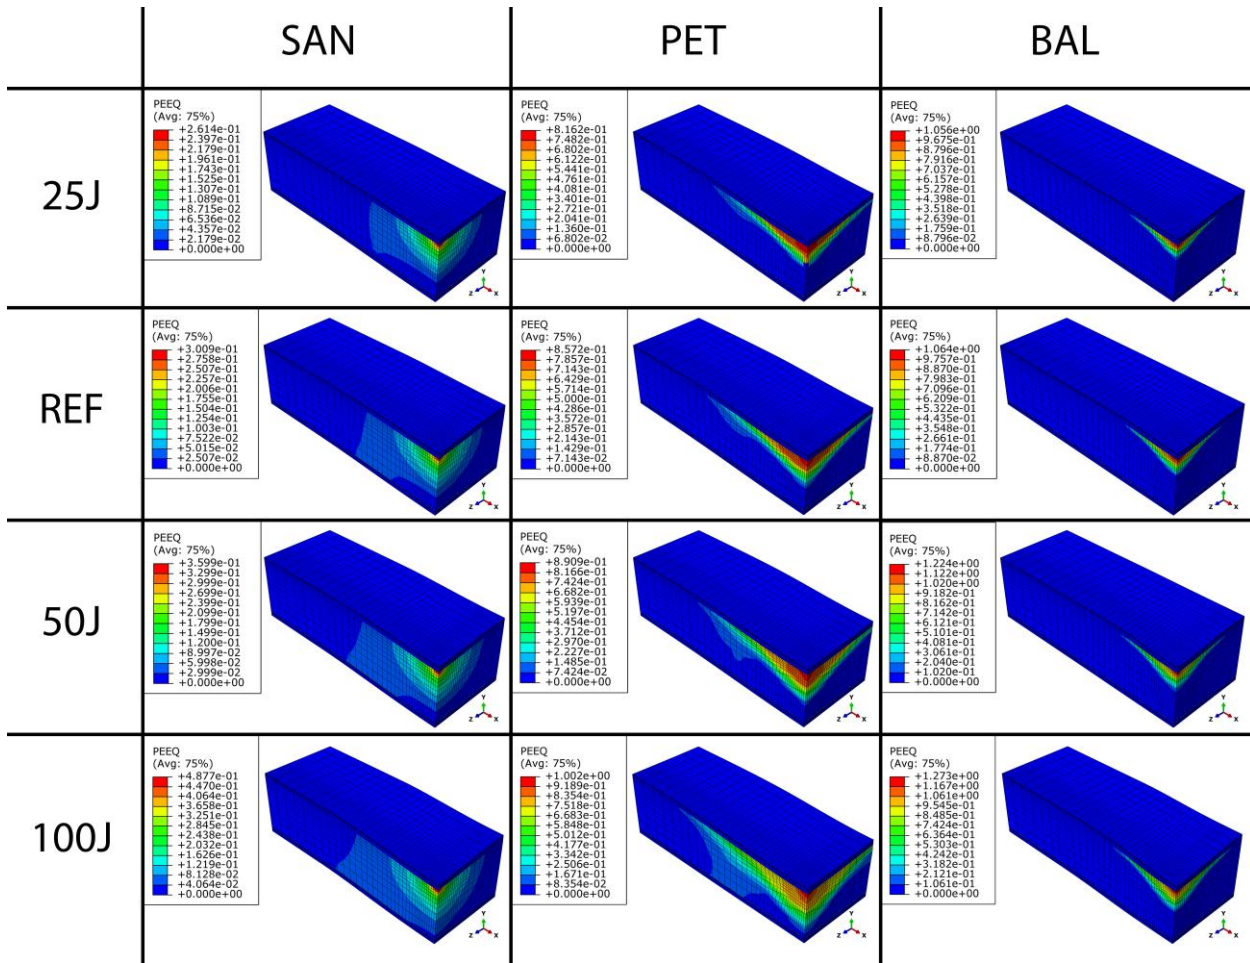 SAN PET BAL
25J
PEEQ
(Avg: 75%)
+2.614e-01
+2.397e-01
+2.179e-01
+1.961e-01
+1.743e-01
+1.525e-01
+1.307e-01
+1.089e-01
+8.715e-02
+6.536e-02
+4.357e-02
+2.179e-02
+0.000e+00
Y
Z X
PEEQ
(Avg: 75%)
+8.162e-01
+7.482e-01
+6.802e-01
+6.122e-01
+5.441e-01
+4.761e-01
+4.081e-01
+3.401e-01
+2.721e-01
+2.041e-01
+1.360e-01
+6.802e-02
+0.000e+00
Y
Z X
PEEQ
(Avg: 75%)
+1.056e+00
+9.675e-01
+8.796e-01
+7.916e-01
+7.037e-01
+6.157e-01
+5.278e-01
+4.398e-01
+3.518e-01
+2.639e-01
+1.759e-01
+8.796e-02
+0.000e+00
Y
Z X
REF
PEEQ
(Avg: 75%)
+3.009e-01
+2.758e-01
+2.507e-01
+2.257e-01
+2.006e-01
+1.755e-01
+1.504e-01
+1.254e-01
+1.003e-01
+7.522e-02
+5.015e-02
+2.507e-02
+0.000e+00
Y
Z X
PEEQ
(Avg: 75%)
+8.572e-01
+7.857e-01
+7.143e-01
+6.429e-01
+5.714e-01
+5.000e-01
+4.286e-01
+3.572e-01
+2.857e-01
+2.143e-01
+1.429e-01
+7.143e-02
+0.000e+00
Y
Z X
PEEQ
(Avg: 75%)
+1.064e+00
+9.757e-01
+8.870e-01
+7.983e-01
+7.096e-01
+6.209e-01
+5.322e-01
+4.435e-01
+3.548e-01
+2.661e-01
+1.774e-01
+8.870e-02
+0.000e+00
Y
Z X
50J
PEEQ
(Avg: 75%)
+3.599e-01
+3.299e-01
+2.999e-01
+2.699e-01
+2.399e-01
+2.099e-01
+1.799e-01
+1.499e-01
+1.200e-01
+8.997e-02
+5.998e-02
+2.999e-02
+0.000e+00
Y
Z X
PEEQ
(Avg: 75%)
+8.909e-01
+8.166e-01
+7.424e-01
+6.682e-01
+5.939e-01
+5.197e-01
+4.454e-01
+3.712e-01
+2.970e-01
+2.227e-01
+1.485e-01
+7.424e-02
+0.000e+00
Y
Z X
PEEQ
(Avg: 75%)
+1.224e+00
+1.122e+00
+1.020e+00
+9.182e-01
+8.162e-01
+7.142e-01
+6.121e-01
+5.101e-01
+4.081e-01
+3.061e-01
+2.040e-01
+1.020e-01
+0.000e+00
Y
Z X
100J
PEEQ
(Avg: 75%)
+4.877e-01
+4.470e-01
+4.064e-01
+3.658e-01
+3.251e-01
+2.845e-01
+2.438e-01
+2.032e-01
+1.626e-01
+1.219e-01
+8.128e-02
+4.064e-02
+0.000e+00
Y
Z X
PEEQ
(Avg: 75%)
+1.002e+00
+9.189e-01
+8.354e-01
+7.518e-01
+6.683e-01
+5.848e-01
+5.012e-01
+4.177e-01
+3.342e-01
+2.506e-01
+1.671e-01
+8.354e-02
+0.000e+00
Y
Z X
PEEQ
(Avg: 75%)
+1.273e+00
+1.167e+00
+1.061e+00
+9.545e-01
+8.485e-01
+7.424e-01
+6.364e-01
+5.303e-01
+4.242e-01
+3.182e-01
+2.121e-01
+1.061e-01
+0.000e+00
Y
Z X